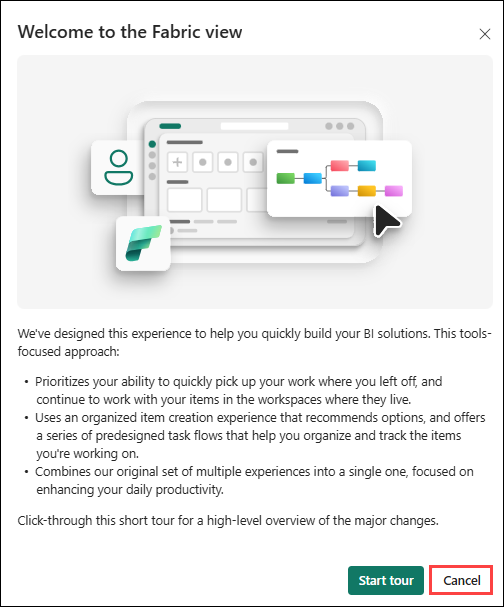 Welcome to the Fabric view
We've designed this experience to help you quickly build your BI solutions. This tools-
focused approach:
• Prioritizes your ability to quickly pick up your work where you left off, and
continue to work with your items in the workspaces where they live.
• Uses an organized item creation experience that recommends options, and offers
a series of predesigned task flows that help you organize and track the items
you're working on.
• Combines our original set of multiple experiences into a single one, focused on
enhancing your daily productivity.
Click-through this short tour for a high-level overview of the major changes.
Start tour
Cancel